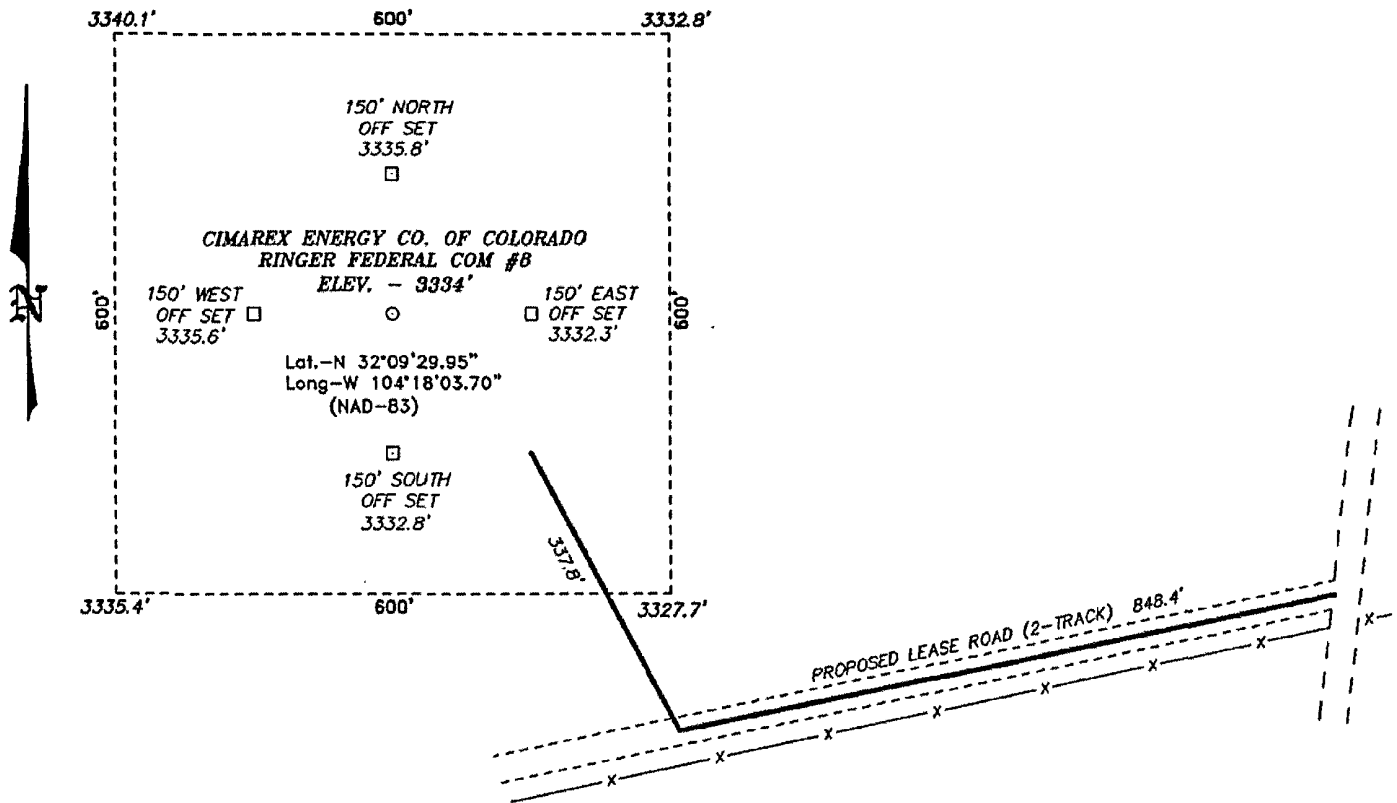 3340.1' 600' 3332.8'
150' NORTH
OFF SET
3335.8'
CIMAREX ENERGY CO. OF COLORADO
RINGER FEDERAL COM #8
ELEV. - 3334'
150' WEST
OFF SET
3335.6'
150' EAST
OFF SET
3332.3'
600'
600'
N
Lat.-N 32°09'29.95"
Long-W 104°18'03.70"
(NAD-83)
150' SOUTH
OFF SET
3332.8'
337.8'
3335.4' 600' 3327.7'
PROPOSED LEASE ROAD (2-TRACK) 848.4'